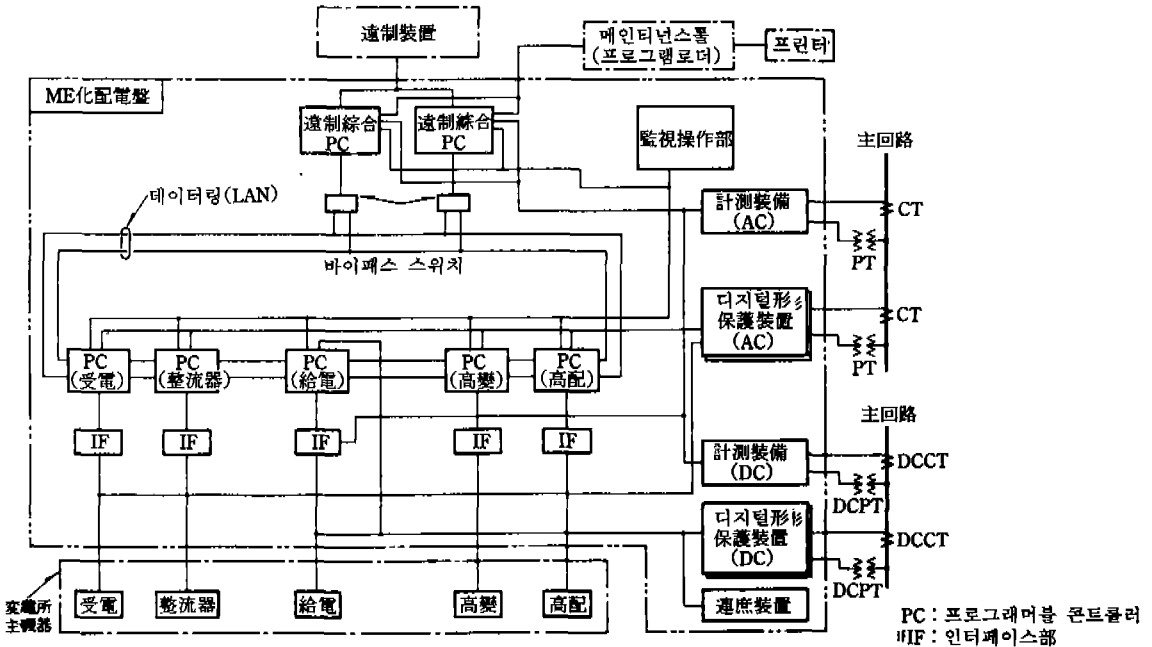 遠制裝置
메인티넌스툴
(프로그램로더)
프린터
ME化配電盤
遠制綜合
PC
遠制綜合
PC
監視操作部
主回路
데이터링(LAN)
計測裝備
(AC)
CT
PT
바이패스 스위치
디지털形
保護裝置
(AC)
CT
PT
PC
(受電)
PC
(整流器)
PC
(給電)
PC
(高變)
PC
(高配)
主回路
IF
IF
IF
IF
IF
計測裝備
(DC)
DCCT
DCPT
디지털形
保護裝置
(DC)
DCCT
DCPT
変電所
主機器
受電
整流器
給電
高變
高配
連庶裝置
PC : 프로그래머블 콘트롤러
IF : 인터페이스部